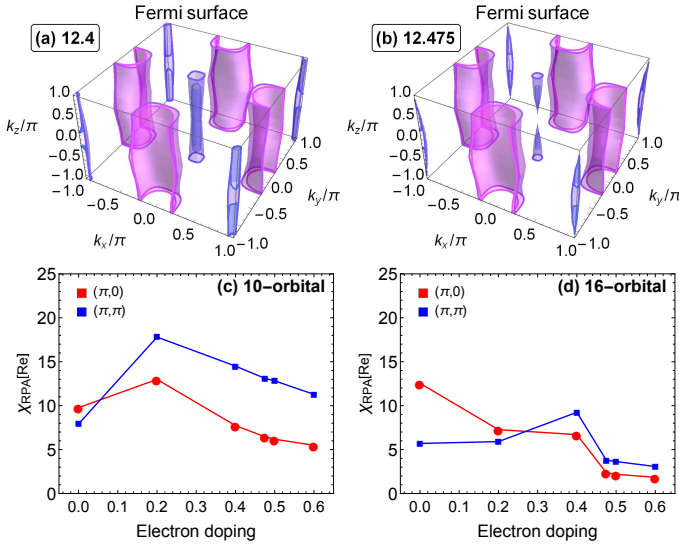 Fermi surface
(a) 12.4
1.0
0.5
k_z/π
0.0
−0.5
−1.0
−0.5
0.0
k_x/π
0.5
1.0
−1.0
−0.5
k_y/π
0.0
0.5
1.0
Fermi surface
(b) 12.475
1.0
0.5
k_z/π
0.0
−0.5
−1.0
−0.5
0.0
k_x/π
0.5
1.0
−1.0
−0.5
k_y/π
0.0
0.5
1.0
(c) 10−orbital
(π,0)
(π,π)
25
20
15
10
5
0
χRPA[Re]
0.0 0.1 0.2 0.3 0.4 0.5 0.6
Electron doping
(d) 16−orbital
(π,0)
(π,π)
25
20
15
10
5
0
χRPA[Re]
0.0 0.1 0.2 0.3 0.4 0.5 0.6
Electron doping